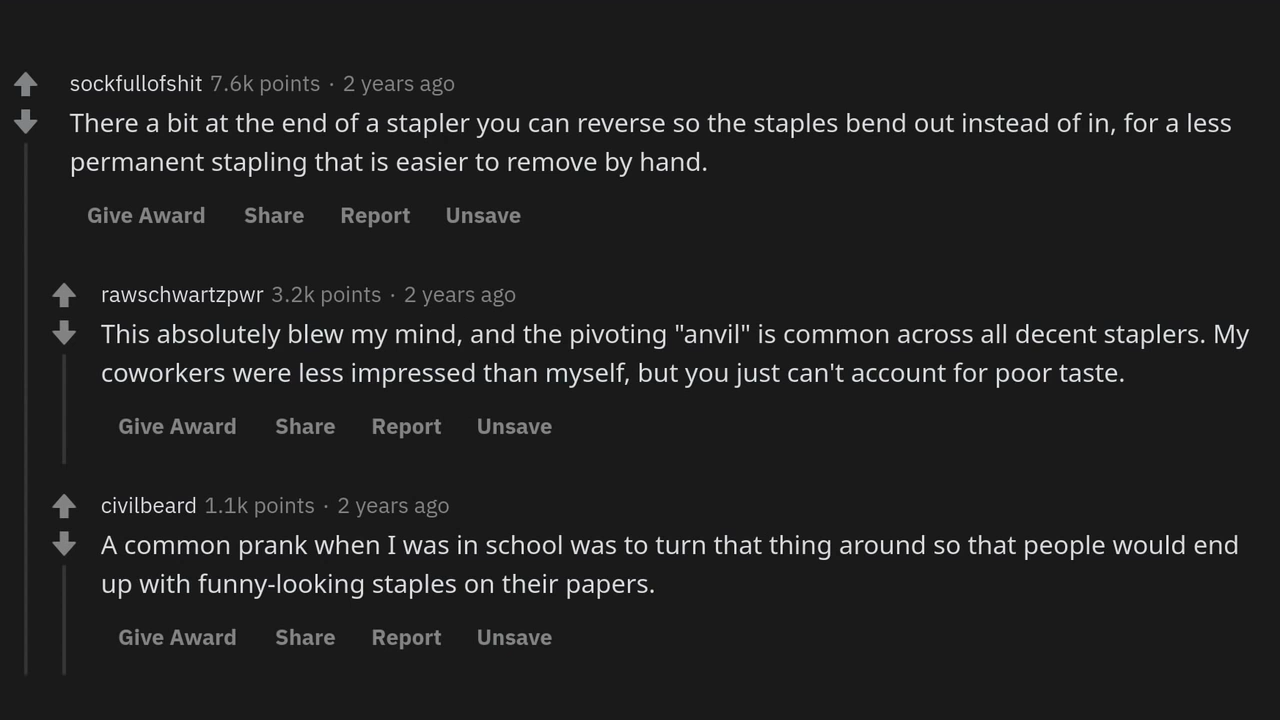 sockfullofshit 7.6k points · 2 years ago
There a bit at the end of a stapler you can reverse so the staples bend out instead of in, for a less
permanent stapling that is easier to remove by hand.
Give Award Share Report Unsave
rawschwartzpwr 3.2k points · 2 years ago
This absolutely blew my mind, and the pivoting "anvil" is common across all decent staplers. My
coworkers were less impressed than myself, but you just can't account for poor taste.
Give Award Share Report Unsave
civilbeard 1.1k points · 2 years ago
A common prank when I was in school was to turn that thing around so that people would end
up with funny-looking staples on their papers.
Give Award Share Report Unsave